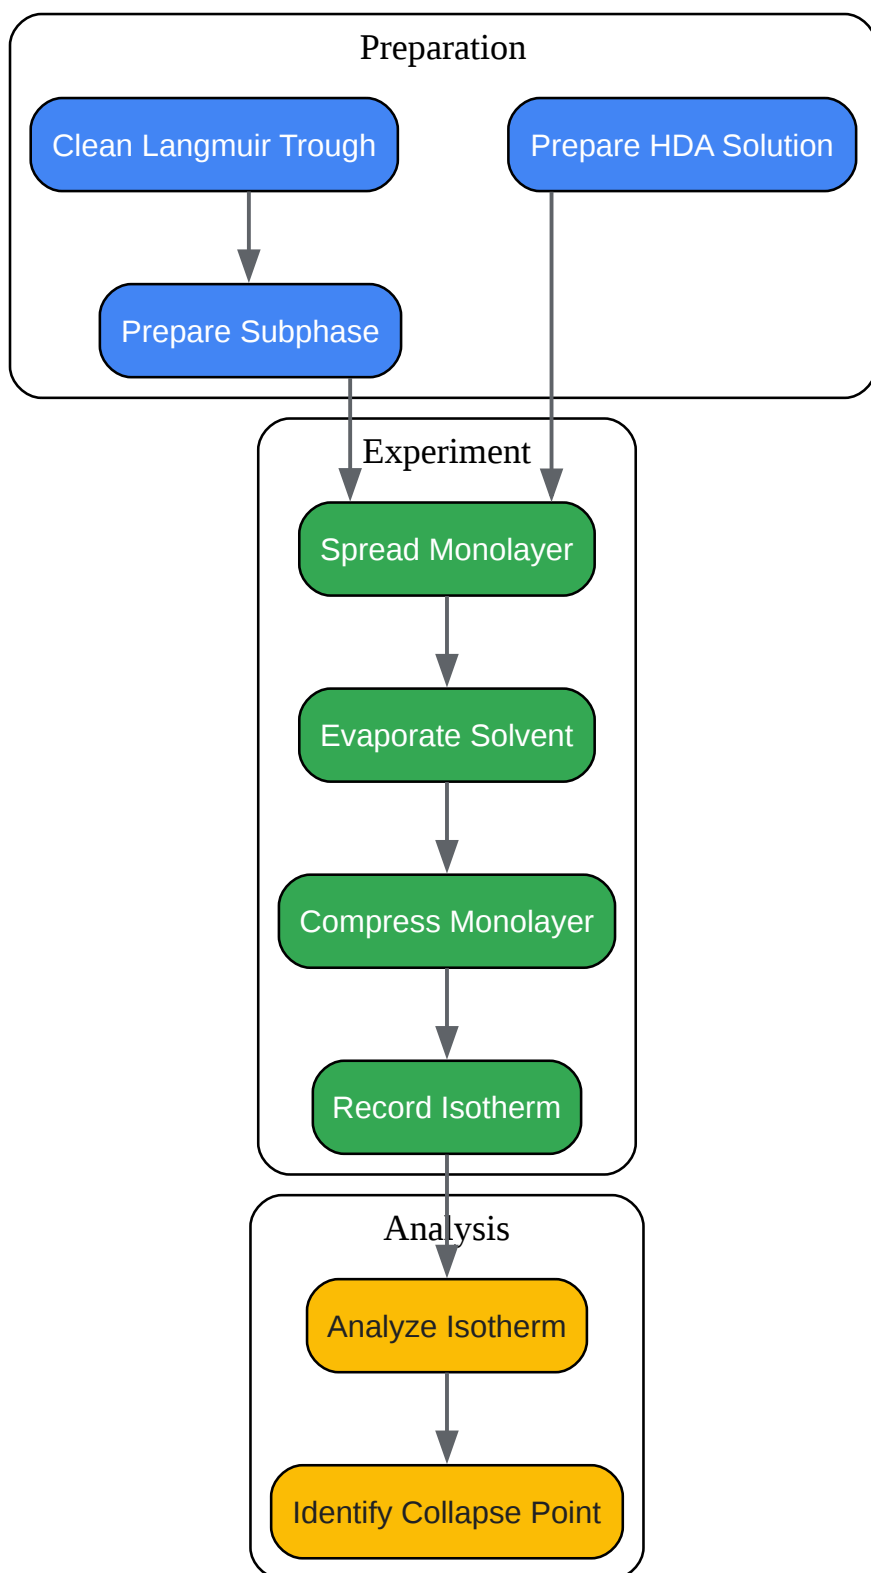 Preparation
Clean Langmuir Trough
Prepare HDA Solution
Prepare Subphase
Experiment
Spread Monolayer
Evaporate Solvent
Compress Monolayer
Record Isotherm
Analysis
Analyze Isotherm
Identify Collapse Point